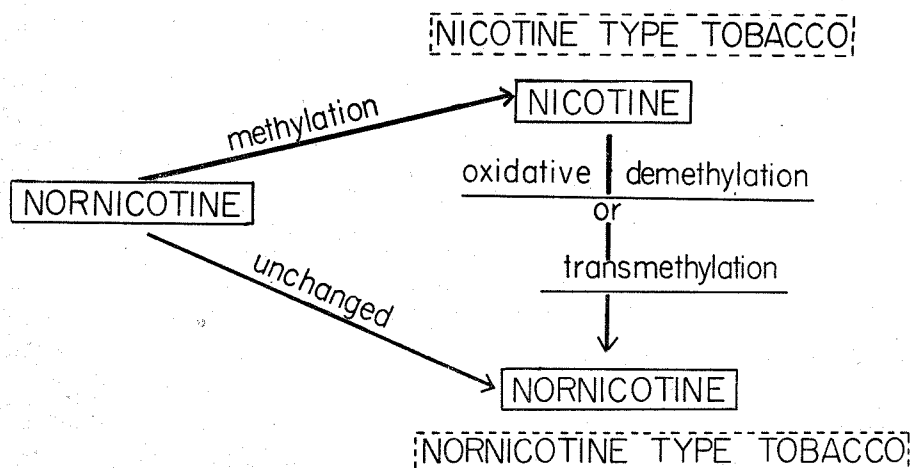 NICOTINE TYPE TOBACCO
NICOTINE
methylation
oxidative demethylation
NORNICOTINE
or
transmethylation
unchanged
NORNICOTINE
NORNICOTINE TYPE TOBACCO